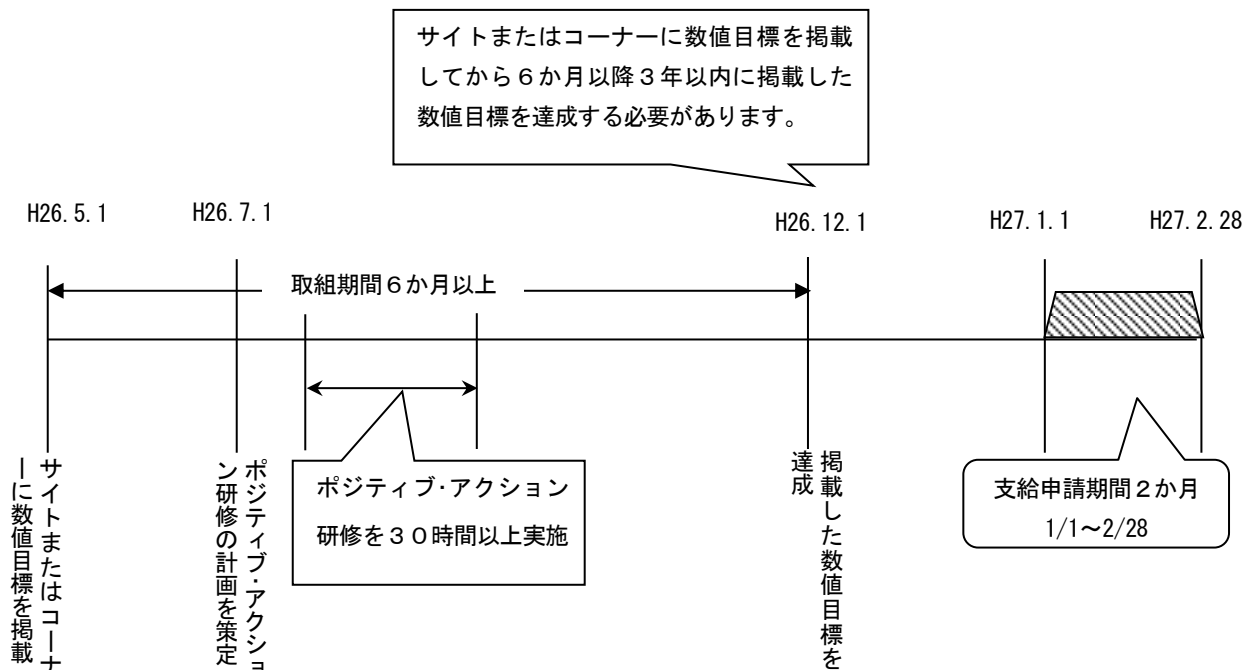 サイトまたはコーナーに数値目標を掲載
してから６か月以降３年以内に掲載した
数値目標を達成する必要があります。
H26.5.1
H26.7.1
H26.12.1
H27.1.1
H27.2.28
取組期間６か月以上
サイトまたはコーナ
ーに数値目標を掲載
ポジティブ・アクショ
ン研修の計画を策定
ポジティブ・アクション
研修を３０時間以上実施
掲載した数値目標を
達成
支給申請期間２か月
1/1～2/28